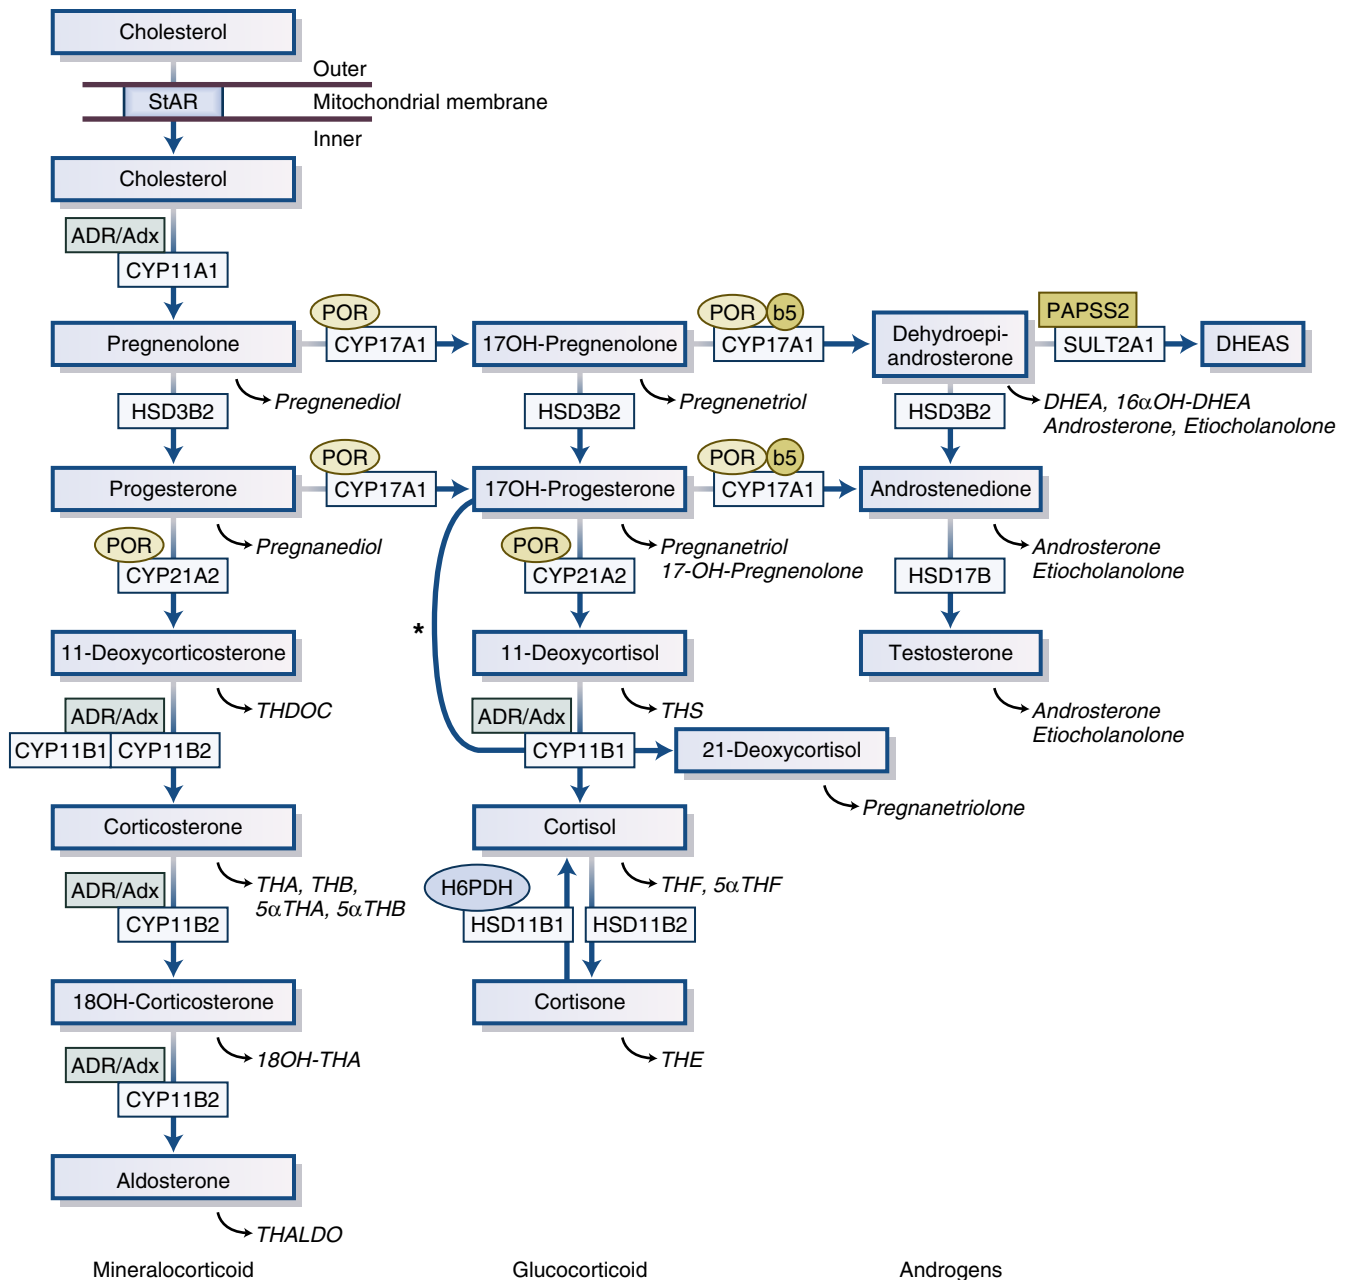 Cholesterol
Outer
StAR
Mitochondrial membrane
Inner
Cholesterol
ADR/Adx
CYP11A1
POR
POR
b5
PAPSS2
Pregnenolone
CYP17A1
17OH-Pregnenolone
CYP17A1
Dehydroepi-
androsterone
SULT2A1
DHEAS
Pregnenediol
Pregnenetriol
DHEA, 16αOH-DHEA
Androsterone, Etiocholanolone
HSD3B2
HSD3B2
HSD3B2
POR
POR
b5
Progesterone
CYP17A1
17OH-Progesterone
CYP17A1
Androstenedione
POR
Pregnanediol
POR
Pregnanetriol
17-OH-Pregnenolone
Androsterone
Etiocholanolone
CYP21A2
CYP21A2
HSD17B
*
11-Deoxycorticosterone
11-Deoxycortisol
Testosterone
THDOC
THS
Androsterone
Etiocholanolone
ADR/Adx
ADR/Adx
CYP11B1
CYP11B2
CYP11B1
21-Deoxycortisol
Pregnanetriolone
Corticosterone
Cortisol
THA, THB,
5αTHA, 5αTHB
THF, 5αTHF
ADR/Adx
H6PDH
CYP11B2
HSD11B1
HSD11B2
18OH-Corticosterone
Cortisone
18OH-THA
THE
ADR/Adx
CYP11B2
Aldosterone
THALDO
Mineralocorticoid
Glucocorticoid
Androgens